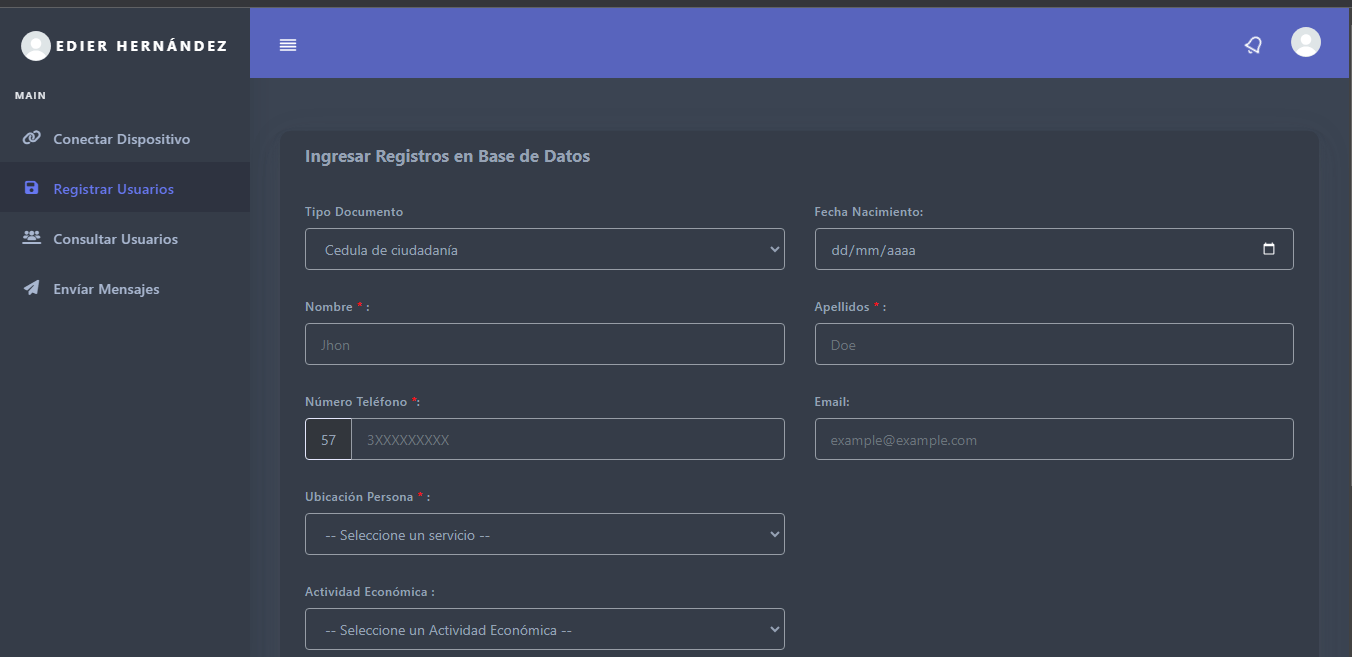 EDIER HERNÁNDEZ
MAIN
Conectar Dispositivo
Registrar Usuarios
Consultar Usuarios
Envíar Mensajes
Ingresar Registros en Base de Datos
Tipo Documento
Cedula de ciudadanía
Fecha Nacimiento:
dd/mm/aaaa
Nombre * :
Jhon
Apellidos * :
Doe
Número Teléfono *:
57 3XXXXXXXXX
Email:
example@example.com
Ubicación Persona * :
-- Seleccione un servicio --
Actividad Económica :
-- Seleccione un Actividad Económica --